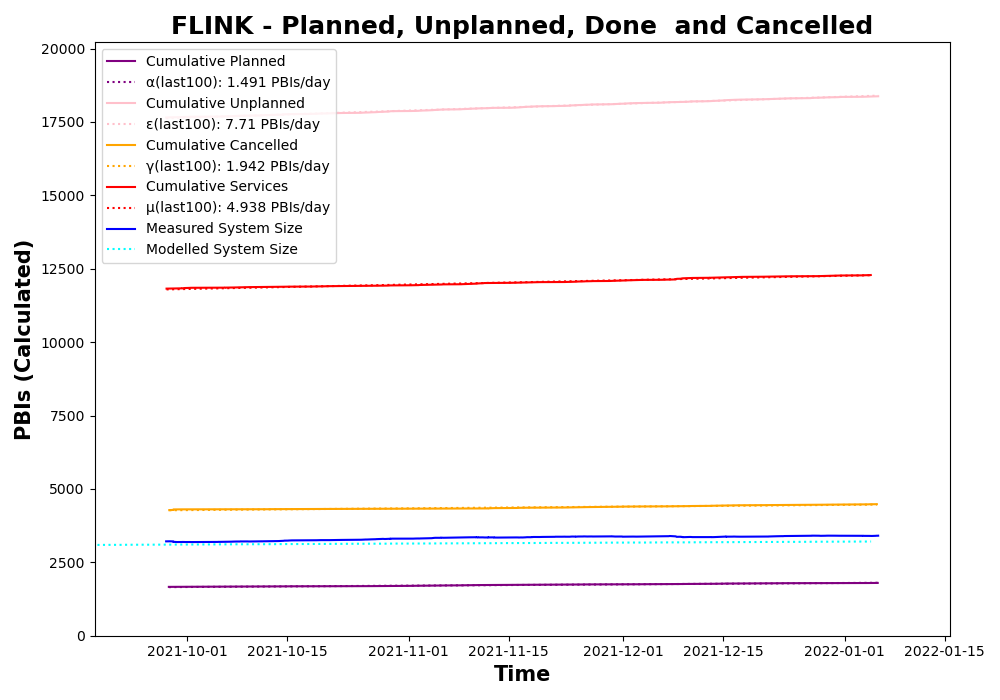 FLINK - Planned, Unplanned, Done  and Cancelled
20000
17500
15000
12500
10000
7500
5000
2500
0
PBIs (Calculated)
Cumulative Planned
α(last100): 1.491 PBIs/day
Cumulative Unplanned
ε(last100): 7.71 PBIs/day
Cumulative Cancelled
γ(last100): 1.942 PBIs/day
Cumulative Services
μ(last100): 4.938 PBIs/day
Measured System Size
Modelled System Size
2021-10-01
2021-10-15
2021-11-01
2021-11-15
2021-12-01
2021-12-15
2022-01-01
2022-01-15
Time